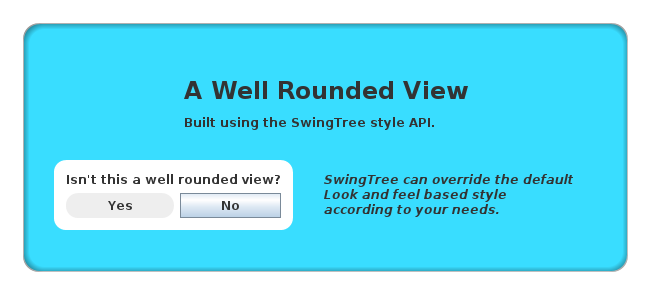 A Well Rounded View
Built using the SwingTree style API.
Isn't this a well rounded view?
Yes
No
SwingTree can override the default
Look and feel based style
according to your needs.